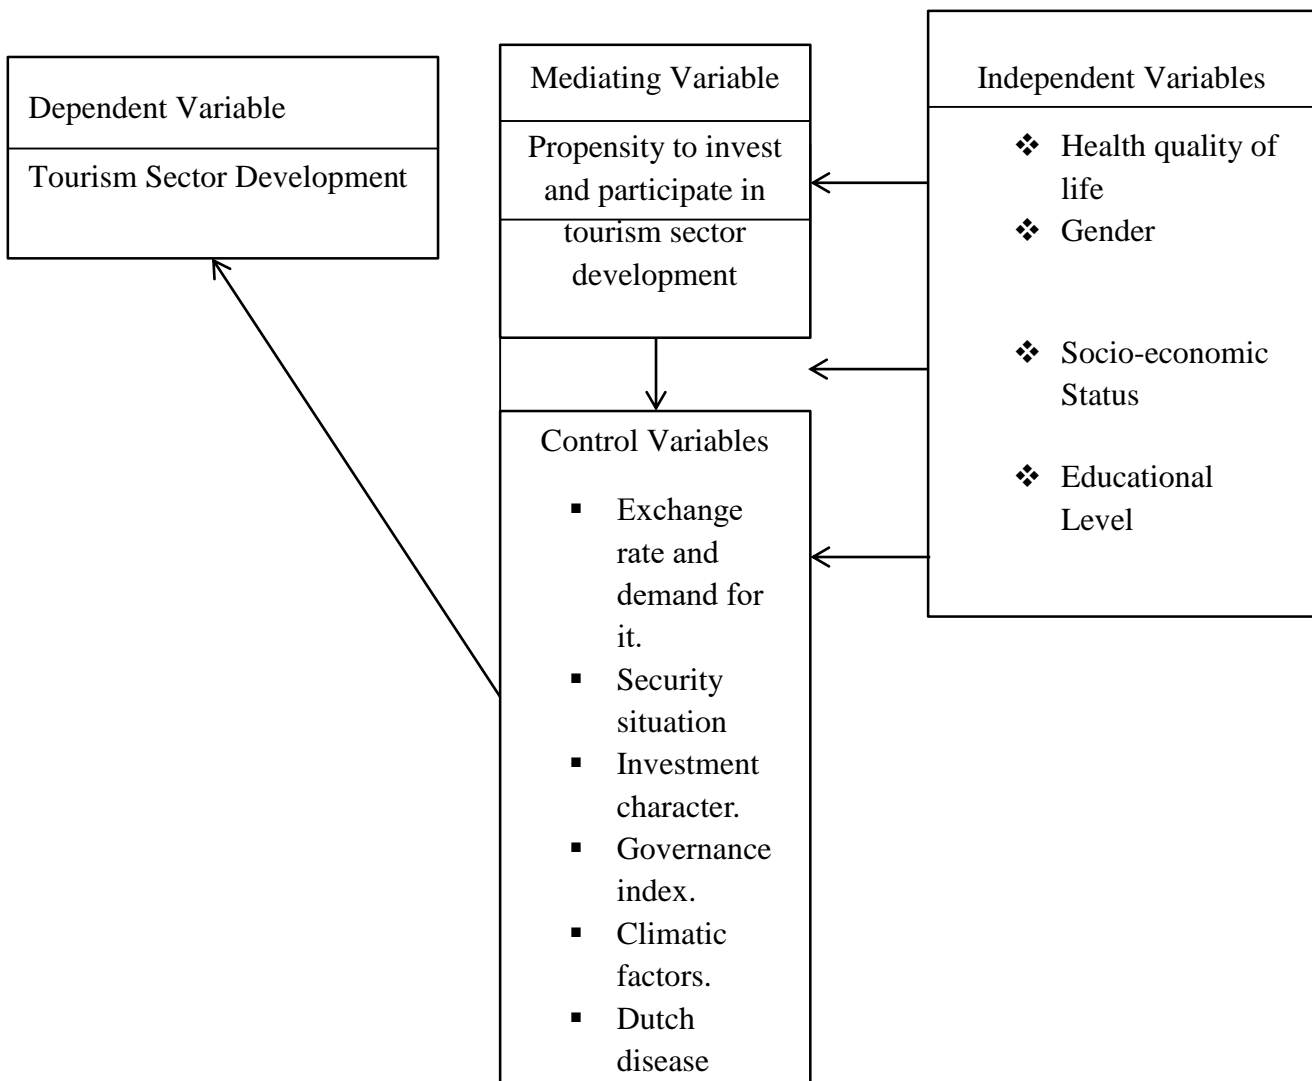 Dependent Variable
Tourism Sector Development
Mediating Variable
Propensity to invest
and participate in
tourism sector
development
Control Variables
▪ Exchange
rate and
demand for
it.
▪ Security
situation
▪ Investment
character.
▪ Governance
index.
▪ Climatic
factors.
▪ Dutch
disease
Independent Variables
❖ Health quality of
life
❖ Gender
❖ Socio-economic
Status
❖ Educational
Level